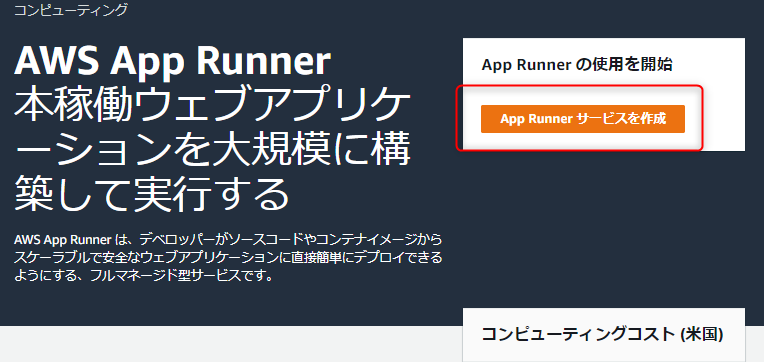 コンピューティング
AWS App Runner
本稼働ウェブアプリケ
ーションを大規模に構
築して実行する
AWS App Runner は、デベロッパーがソースコードやコンテナイメージから
スケーラブルで安全なウェブアプリケーションに直接簡単にデプロイできる
ようにする、フルマネージド型サービスです。
App Runner の使用を開始
App Runner サービスを作成
コンピューティングコスト (米国)